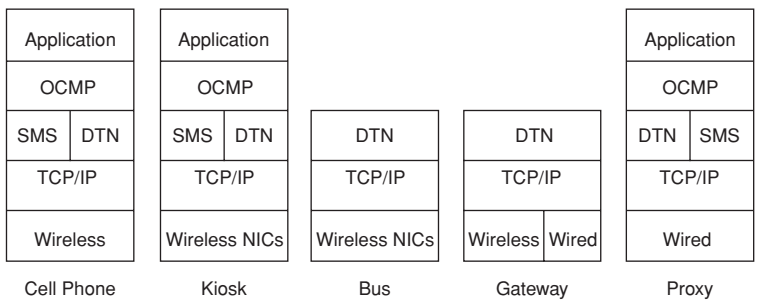 Application Application Application
OCMP OCMP OCMP
SMS DTN SMS DTN DTN DTN DTN SMS
TCP/IP TCP/IP TCP/IP TCP/IP TCP/IP
Wireless Wireless NICs Wireless NICs Wireless Wired Wired
Cell Phone Kiosk Bus Gateway Proxy